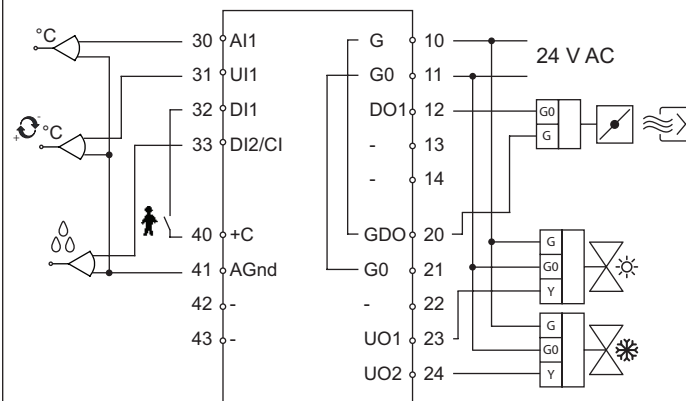 °C 30 AI1 G 10 24 V AC
31 UI1 G0 11
32 DI1 DO1 12 G0
+ - °C 33 DI2/CI - 13 G
- 14
40 +C GDO 20 G
41 AGnd G0 21 G0
42 - - 22 Y
43 - UO1 23 G
UO2 24 G0
Y